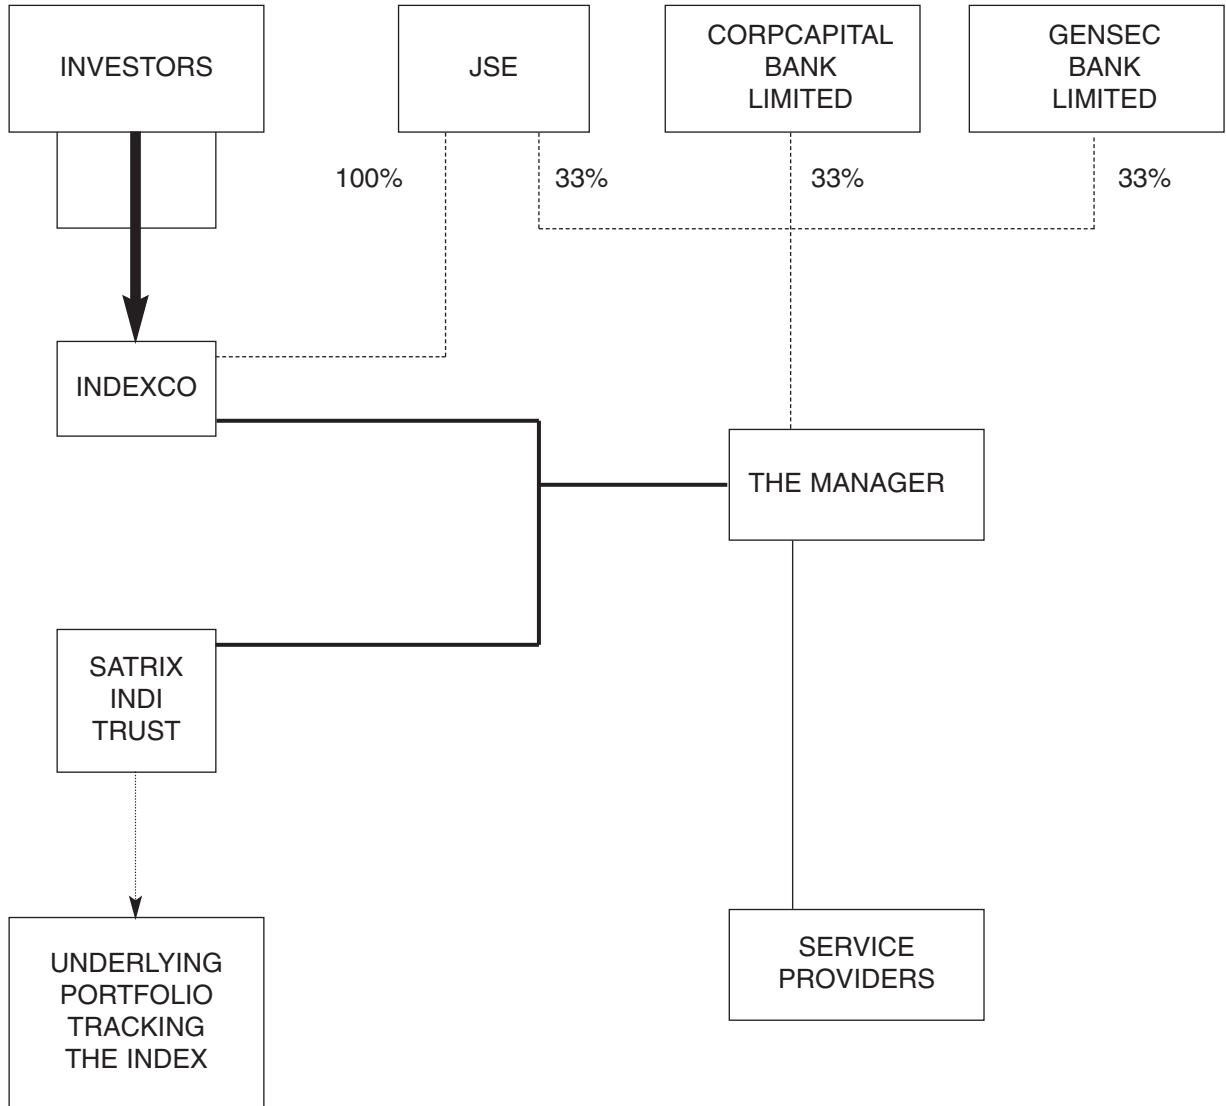 INVESTORS
JSE
CORPCAPITAL
BANK
LIMITED
GENSEC
BANK
LIMITED
100%
33%
33%
33%
INDEXCO
THE MANAGER
SATRIX
INDI
TRUST
UNDERLYING
PORTFOLIO
TRACKING
THE INDEX
SERVICE
PROVIDERS